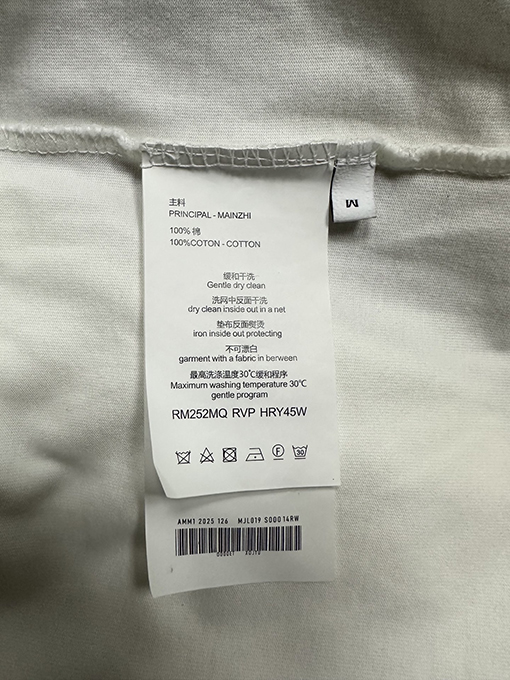 主料
PRINCIPAL - MAINZHI
100% 棉
100%COTON - COTTON
M
缓和干洗
Gentle dry clean
洗网中反面干洗
dry clean inside out in a net
垫布反面熨烫
iron inside out protecting
不可漂白
garment with a fabric in berween
最高洗涤温度30℃缓和程序
Maximum washing temperature 30℃
gentle program
RM252MQ RVP HRY45W
F
30
AMM1 2025 126 MJL019 S000 14RW